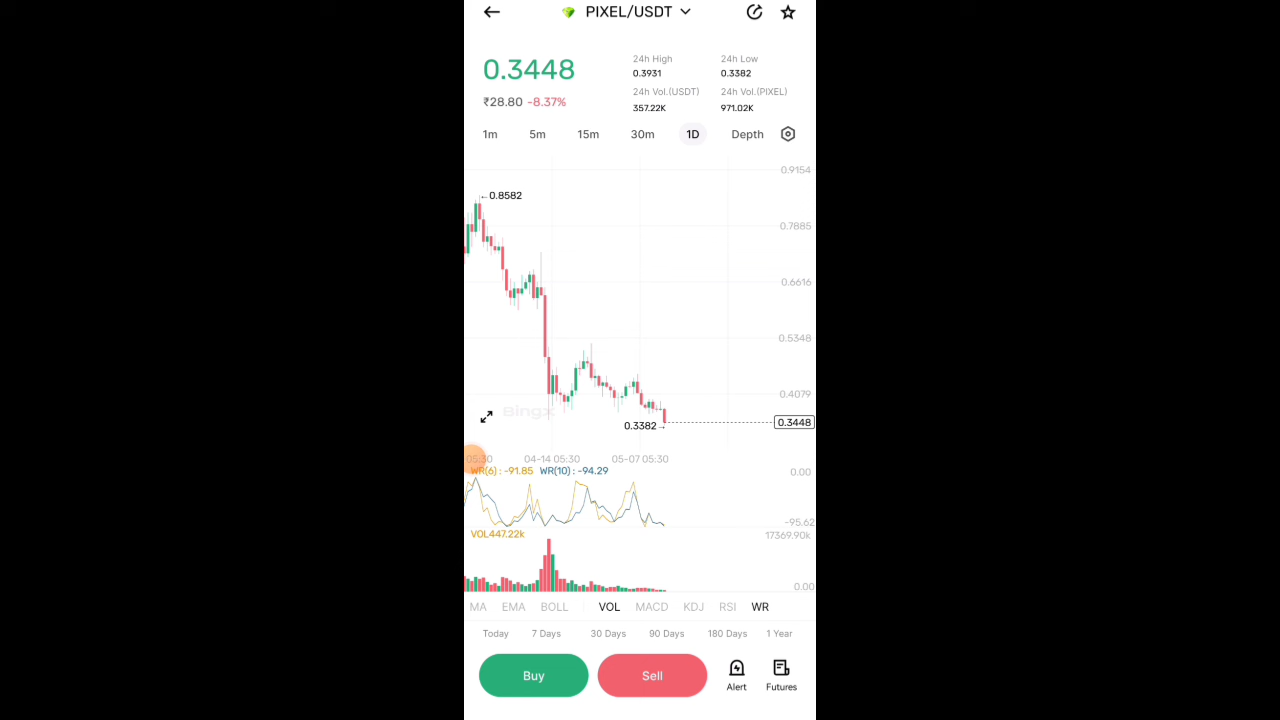 PIXEL/USDT
0.3448
₹28.80 -8.37%
24h High
0.3931
24h Low
0.3382
24h Vol.(USDT)
357.22K
24h Vol.(PIXEL)
971.02K
1m 5m 15m 30m 1D Depth
0.9154
0.8582
0.7885
0.6616
0.5348
0.4079
BingX
0.3382
0.3448
05:30 04-14 05:30 05-07 05:30
WR(6) : -91.85 WR(10) : -94.29 0.00
-95.62
VOL447.22k 17369.90k
0.00
MA EMA BOLL VOL MACD KDJ RSI WR
Today 7 Days 30 Days 90 Days 180 Days 1 Year
Buy Sell Alert Futures